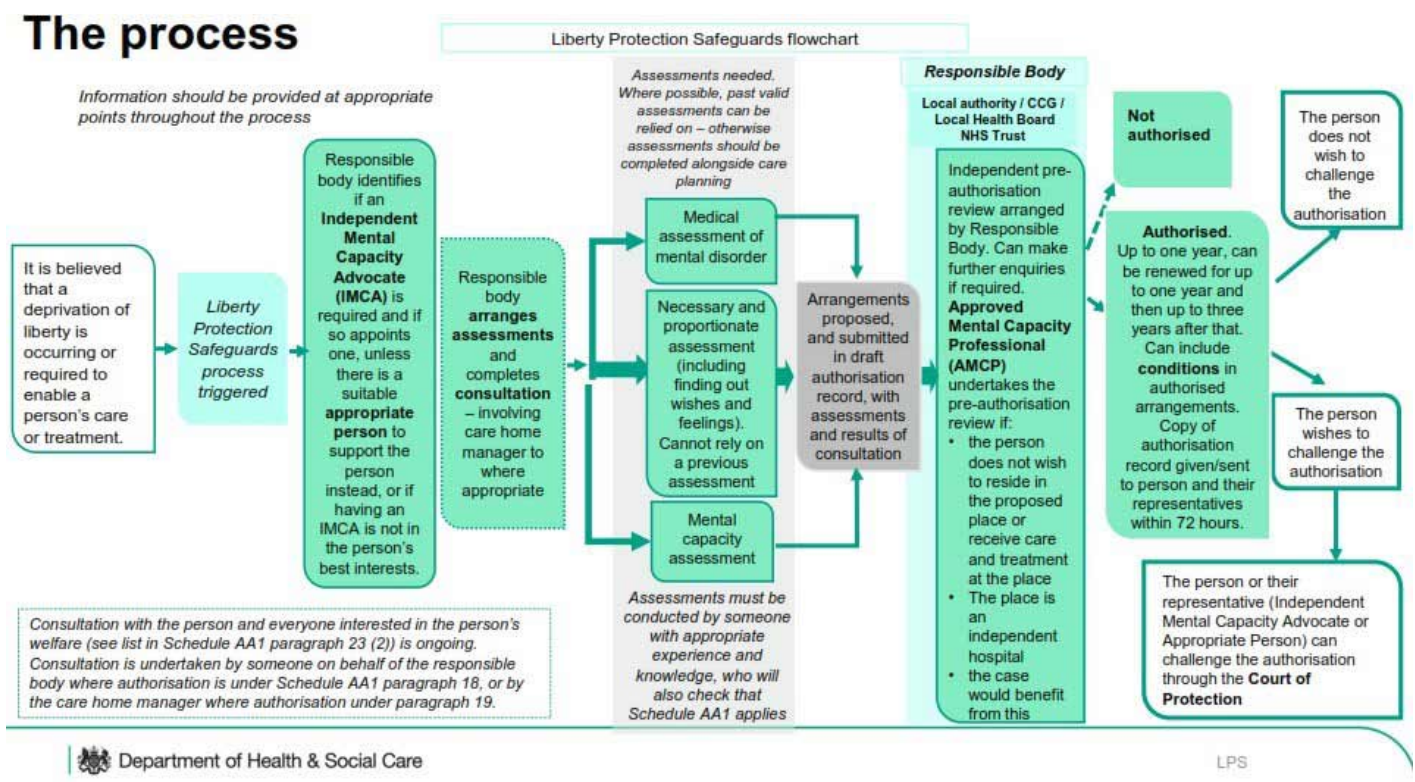 The process
Liberty Protection Safeguards flowchart
Information should be provided at appropriate
points throughout the process
It is believed
that a
deprivation of
liberty is
occurring or
required to
enable a
person's care
or treatment.
Liberty
Protection
Safeguards
process
triggered
Responsible
body identifies
if an
Independent
Mental
Capacity
Advocate
(IMCA) is
required and if
so appoints
one, unless
there is a
suitable
appropriate
person to
support the
person
instead, or if
having an
IMCA is not in
the person's
best interests.
Responsible
body
arranges
assessments
and
completes
consultation
– involving
care home
manager to
where
appropriate
Assessments needed.
Where possible, past valid
assessments can be
relied on – otherwise
assessments should be
completed alongside care
planning
Medical
assessment of
mental disorder
Necessary and
proportionate
assessment
(including
finding out
wishes and
feelings).
Cannot rely on
a previous
assessment
Mental
capacity
assessment
Assessments must be
conducted by someone
with appropriate
experience and
knowledge, who will
also check that
Schedule AA1 applies
Arrangements
proposed,
and submitted
in draft
authorisation
record, with
assessments
and results of
consultation
Responsible Body
Local authority / CCG /
Local Health Board
NHS Trust
Independent pre-
authorisation
review arranged
by Responsible
Body. Can make
further enquiries
if required.
Approved
Mental Capacity
Professional
(AMCP)
undertakes the
pre-authorisation
review if:
• the person
does not wish
to reside in
the proposed
place or
receive care
and treatment
at the place
• The place is
an
independent
hospital
• the case
would benefit
from this
Not
authorised
Authorised.
Up to one year, can
be renewed for up
to one year and
then up to three
years after that.
Can include
conditions in
authorised
arrangements.
Copy of
authorisation
record given/sent
to person and their
representatives
within 72 hours.
The person
does not
wish to
challenge
the
authorisation
The person
wishes to
challenge the
authorisation
The person or their
representative (Independent
Mental Capacity Advocate or
Appropriate Person) can
challenge the authorisation
through the Court of
Protection
Consultation with the person and everyone interested in the person's
welfare (see list in Schedule AA1 paragraph 23 (2)) is ongoing.
Consultation is undertaken by someone on behalf of the responsible
body where authorisation is under Schedule AA1 paragraph 18, or by
the care home manager where authorisation under paragraph 19.
Department of Health & Social Care
LPS